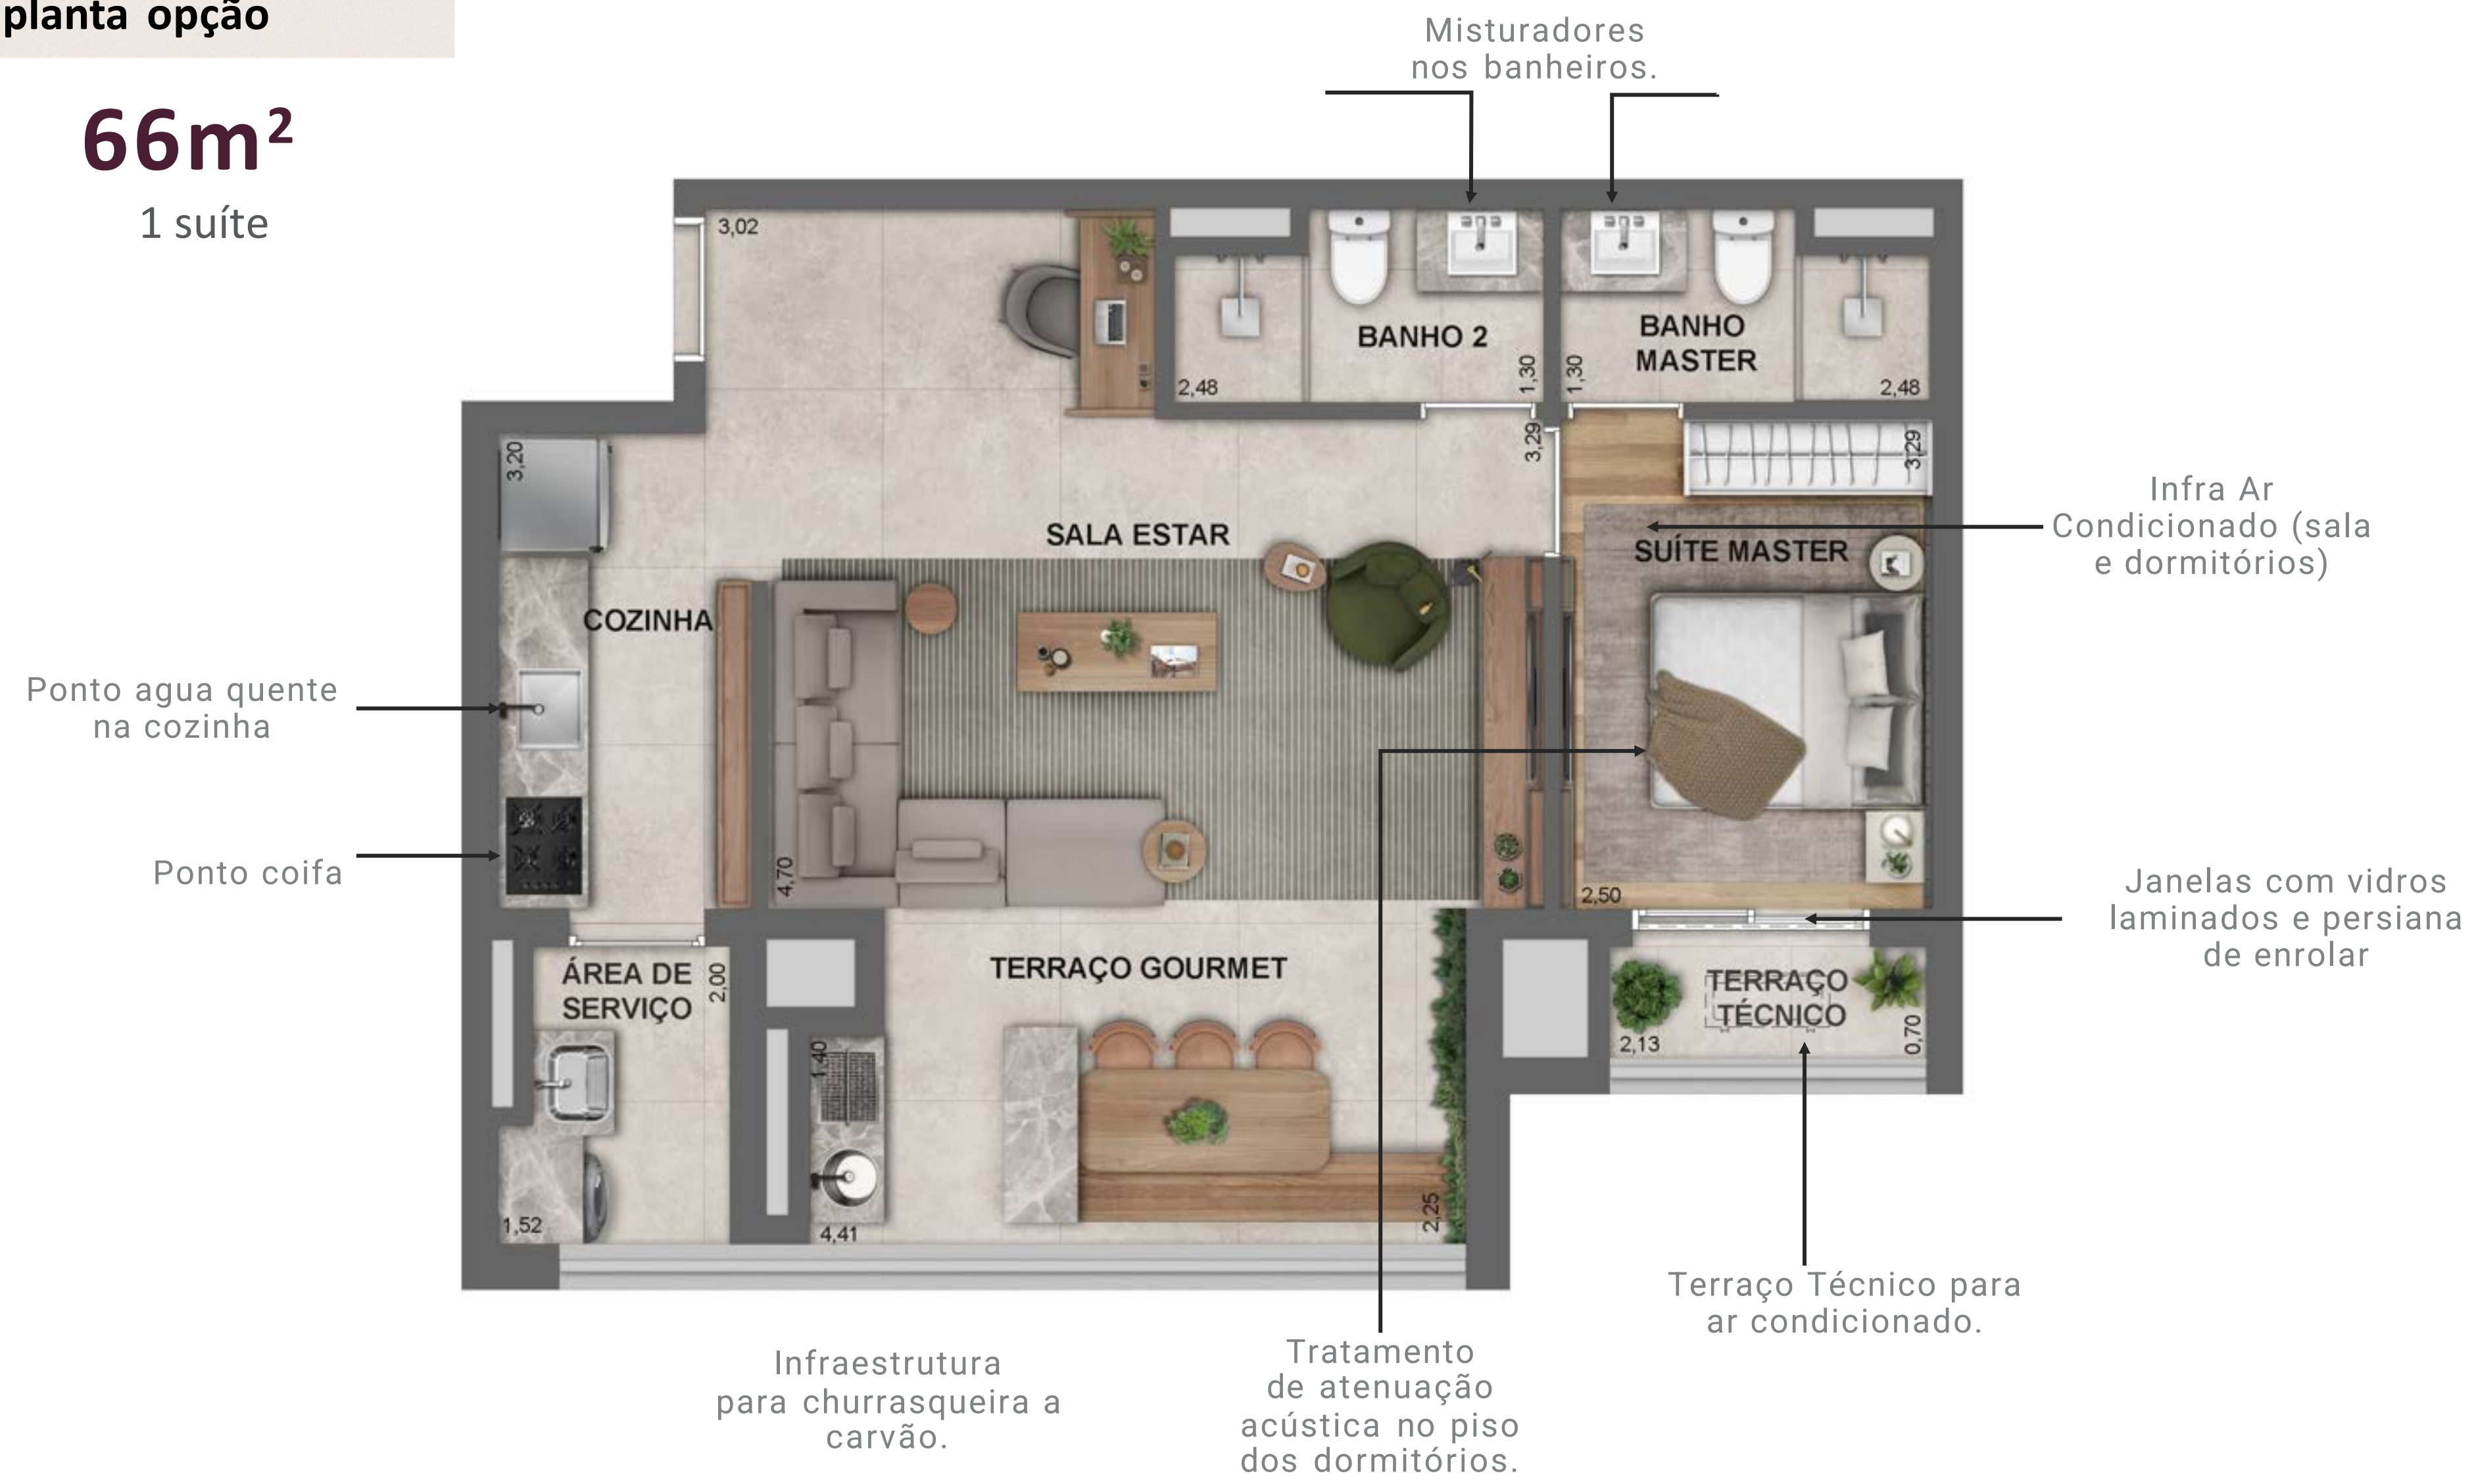 planta opção
66m²
1 suíte
Misturadores
nos banheiros.
3,02
BANHO 2
BANHO
MASTER
1,30
1,30
2,48
2,48
3,20
3,29
3,29
SALA ESTAR
Infra Ar
Condicionado (sala
e dormitórios)
SUÍTE MASTER
COZINHA
Ponto agua quente
na cozinha
Ponto coifa
4,70
2,50
Janelas com vidros
laminados e persiana
de enrolar
ÁREA DE
SERVIÇO
2,00
TERRAÇO GOURMET
TERRAÇO
TÉCNICO
2,13
0,70
1,40
1,52
4,41
2,25
Terraço Técnico para
ar condicionado.
Infraestrutura
para churrasqueira a
carvão.
Tratamento
de atenuação
acústica no piso
dos dormitórios.